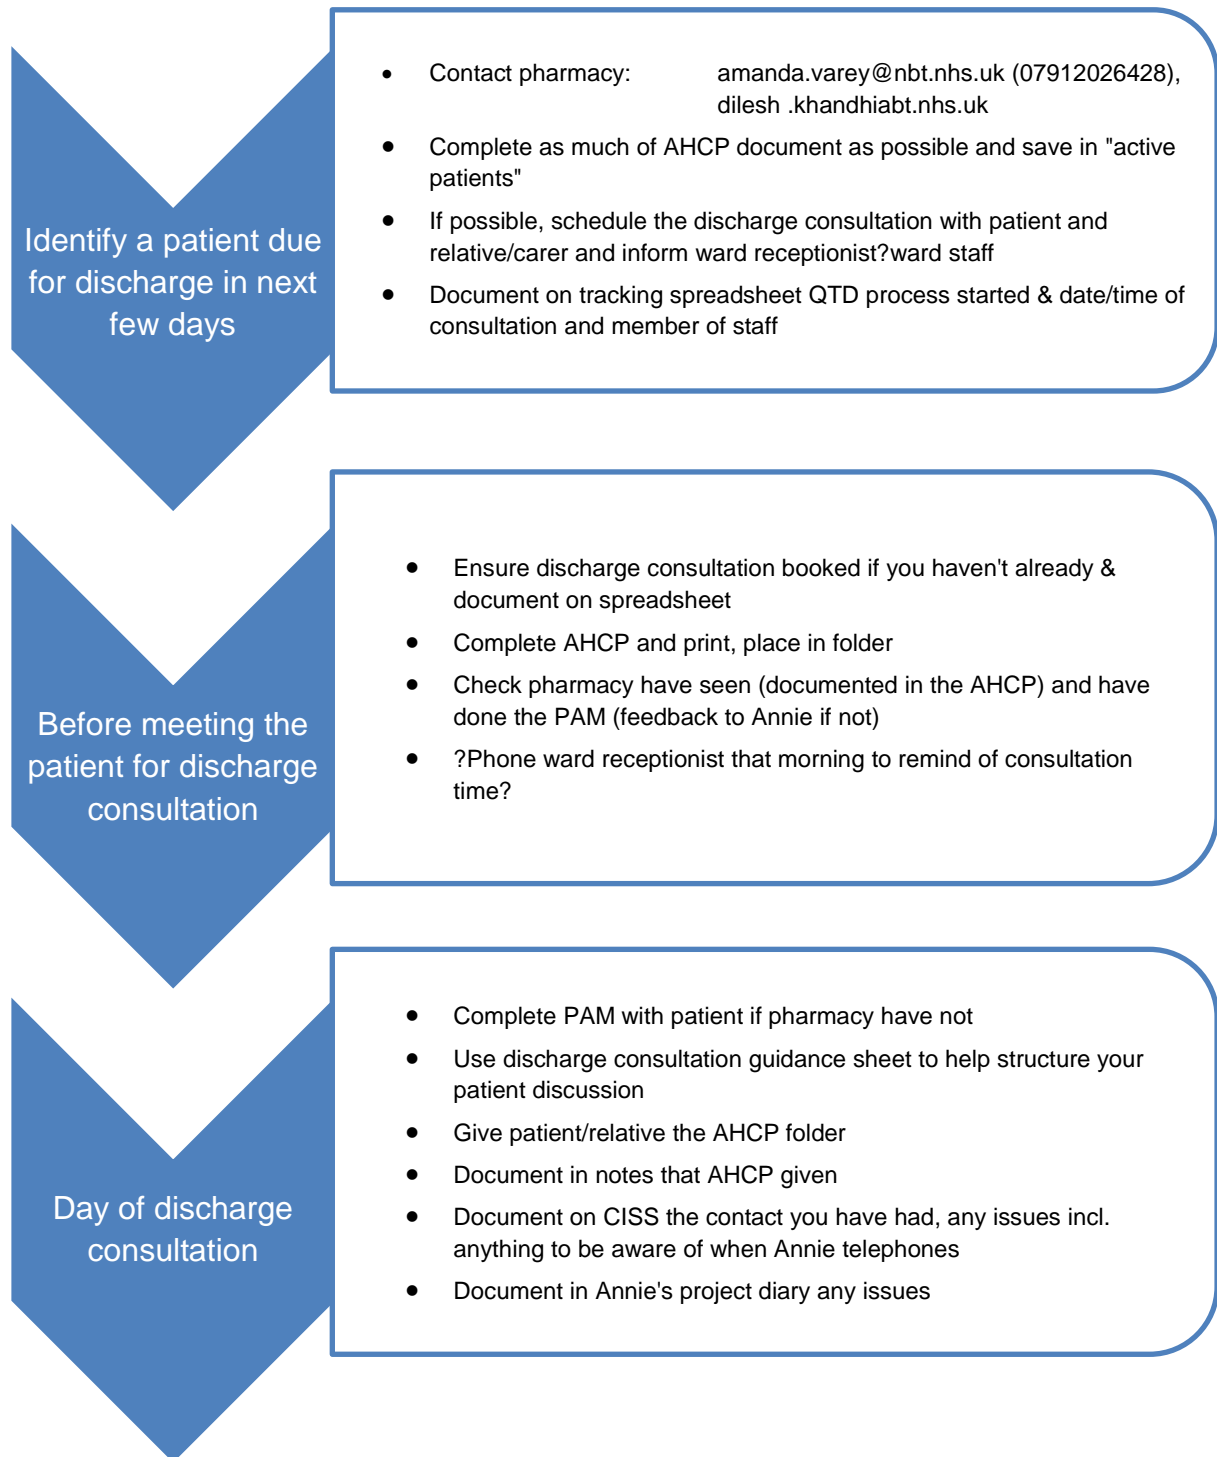 Identify a patient due
for discharge in next
few days
• Contact pharmacy: amanda.varey@nbt.nhs.uk (07912026428),
dilesh .khandhiabt.nhs.uk
• Complete as much of AHCP document as possible and save in "active
patients"
• If possible, schedule the discharge consultation with patient and
relative/carer and inform ward receptionist?ward staff
• Document on tracking spreadsheet QTD process started & date/time of
consultation and member of staff
Before meeting the
patient for discharge
consultation
• Ensure discharge consultation booked if you haven't already &
document on spreadsheet
• Complete AHCP and print, place in folder
• Check pharmacy have seen (documented in the AHCP) and have
done the PAM (feedback to Annie if not)
• ?Phone ward receptionist that morning to remind of consultation
time?
Day of discharge
consultation
• Complete PAM with patient if pharmacy have not
• Use discharge consultation guidance sheet to help structure your
patient discussion
• Give patient/relative the AHCP folder
• Document in notes that AHCP given
• Document on CISS the contact you have had, any issues incl.
anything to be aware of when Annie telephones
• Document in Annie's project diary any issues